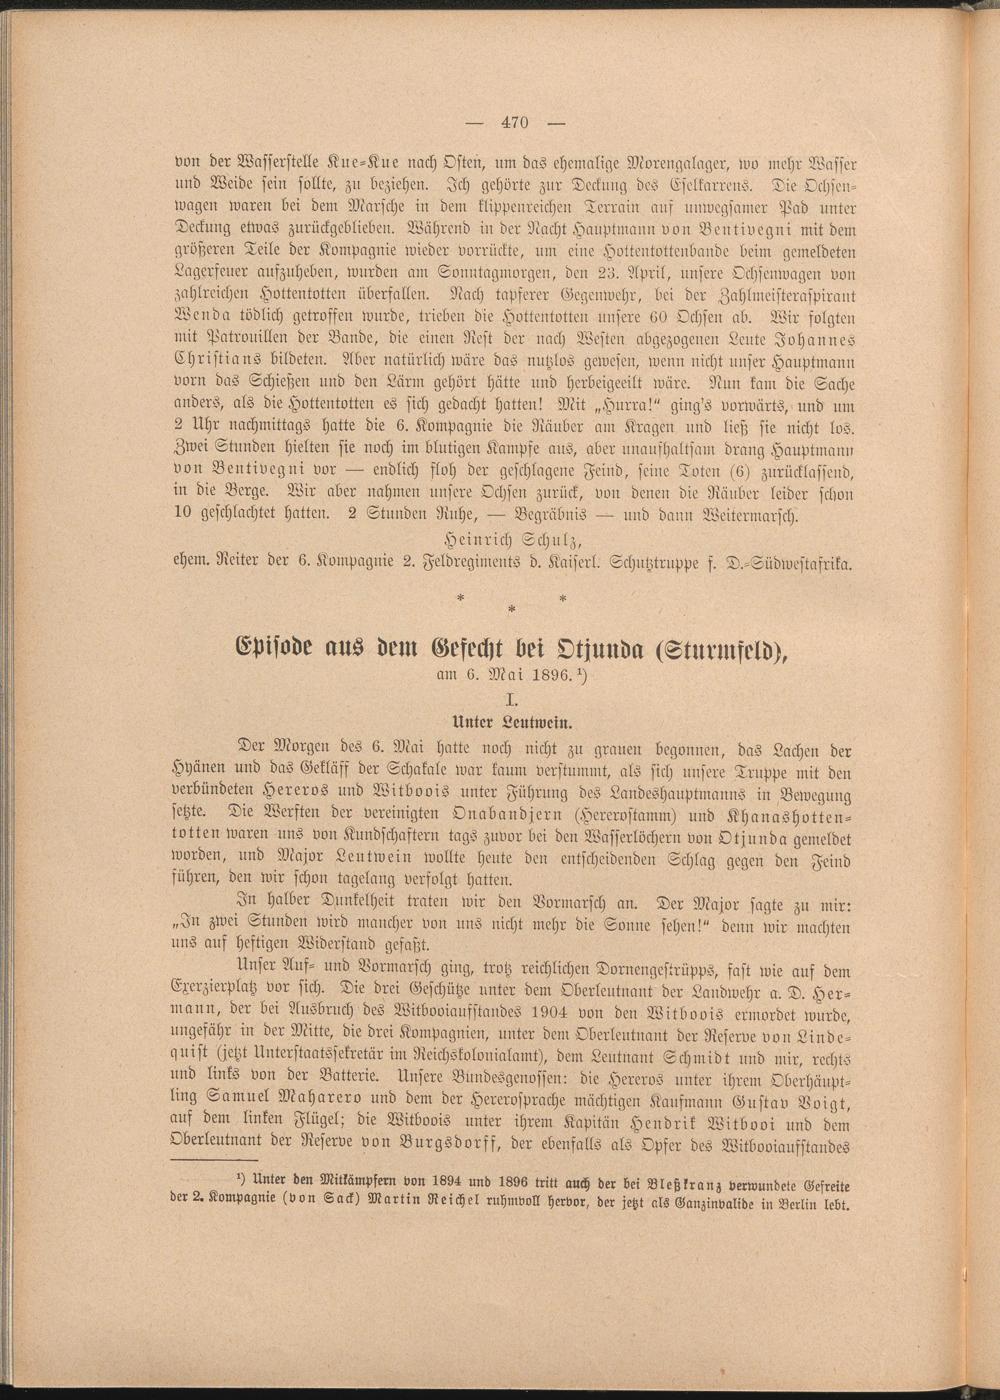 — 470 —
von der Wasserstelle Kue-Kue nach Osten, um das ehemalige Morengalager, wo mehr Wasser
und Weide sein sollte, zu beziehen. Ich gehörte zur Deckung des Eselkarrens. Die Ochsen-
wagen waren bei dem Marsche in dem klippenreichen Terrain auf unwegsamer Pad unter
Deckung etwas zurückgeblieben. Während in der Nacht Hauptmann von Bentivegni mit dem
größeren Teile der Kompagnie wieder vorrückte, um eine Hottentottenbande beim gemeldeten
Lagerfeuer aufzuheben, wurden am Sonntagmorgen, den 23. April, unsere Ochsenwagen von
zahlreichen Hottentotten überfallen. Nach tapferer Gegenwehr, bei der Zahlmeisteraspirant
Wenda tödlich getroffen wurde, trieben die Hottentotten unsere 60 Ochsen ab. Wir folgten
mit Patrouillen der Bande, die einen Rest der nach Westen abgezogenen Leute Johannes
Christians bildeten. Aber natürlich wäre das nutzlos gewesen, wenn nicht unser Hauptmann
vorn das Schießen und den Lärm gehört hätte und herbeigeeilt wäre. Nun kam die Sache
anders, als die Hottentotten es sich gedacht hatten! Mit „Hurra!“ ging's vorwärts, und um
2 Uhr nachmittags hatte die 6. Kompagnie die Räuber am Kragen und ließ sie nicht los.
Zwei Stunden hielten sie noch im blutigen Kampfe aus, aber unaufhaltsam drang Hauptmann
von Bentivegni vor — endlich floh der geschlagene Feind, seine Toten (6) zurücklassend,
in die Berge. Wir aber nahmen unsere Ochsen zurück, von denen die Räuber leider schon
10 geschlachtet hatten. 2 Stunden Ruhe, — Begräbnis — und dann Weitermarsch.
Heinrich Schulz,
ehem. Reiter der 6. Kompagnie 2. Feldregiments d. Kaiserl. Schutztruppe f. D.-Südwestafrika.
* * *
Episode aus dem Gefecht bei Otjunda (Sturmfeld),
am 6. Mai 1896.¹)
I.
Unter Leutwein.
Der Morgen des 6. Mai hatte noch nicht zu grauen begonnen, das Lachen der
Hyänen und das Gekläff der Schakale war kaum verstummt, als sich unsere Truppe mit den
verbündeten Hereros und Witboois unter Führung des Landeshauptmanns in Bewegung
setzte. Die Werften der vereinigten Onabandjern (Hererostamm) und Khanashotten-
totten waren uns von Kundschaftern tags zuvor bei den Wasserlöchern von Otjunda gemeldet
worden, und Major Leutwein wollte heute den entscheidenden Schlag gegen den Feind
führen, den wir schon tagelang verfolgt hatten.
In halber Dunkelheit traten wir den Vormarsch an. Der Major sagte zu mir:
„In zwei Stunden wird mancher von uns nicht mehr die Sonne sehen!“ denn wir machten
uns auf heftigen Widerstand gefaßt.
Unser Auf- und Vormarsch ging, trotz reichlichen Dornengestrüpps, fast wie auf dem
Exerzierplatz vor sich. Die drei Geschütze unter dem Oberleutnant der Landwehr a. D. Her-
mann, der bei Ausbruch des Witbooiaufstandes 1904 von den Witboois ermordet wurde,
ungefähr in der Mitte, die drei Kompagnien, unter dem Oberleutnant der Reserve von Linde-
quist (jetzt Unterstaatssekretär im Reichskolonialamt), dem Leutnant Schmidt und mir, rechts
und links von der Batterie. Unsere Bundesgenossen: die Hereros unter ihrem Oberhäupt-
ling Samuel Maharero und dem der Hererosprache mächtigen Kaufmann Gustav Voigt,
auf dem linken Flügel; die Witboois unter ihrem Kapitän Hendrik Witbooi und dem
Oberleutnant der Reserve von Burgsdorff, der ebenfalls als Opfer des Witbooiaufstandes
¹) Unter den Mitkämpfern von 1894 und 1896 tritt auch der bei Bleßkranz verwundete Gefreite
der 2. Kompagnie (von Sack) Martin Reichel ruhmvoll hervor, der jetzt als Ganzinvalide in Berlin lebt.